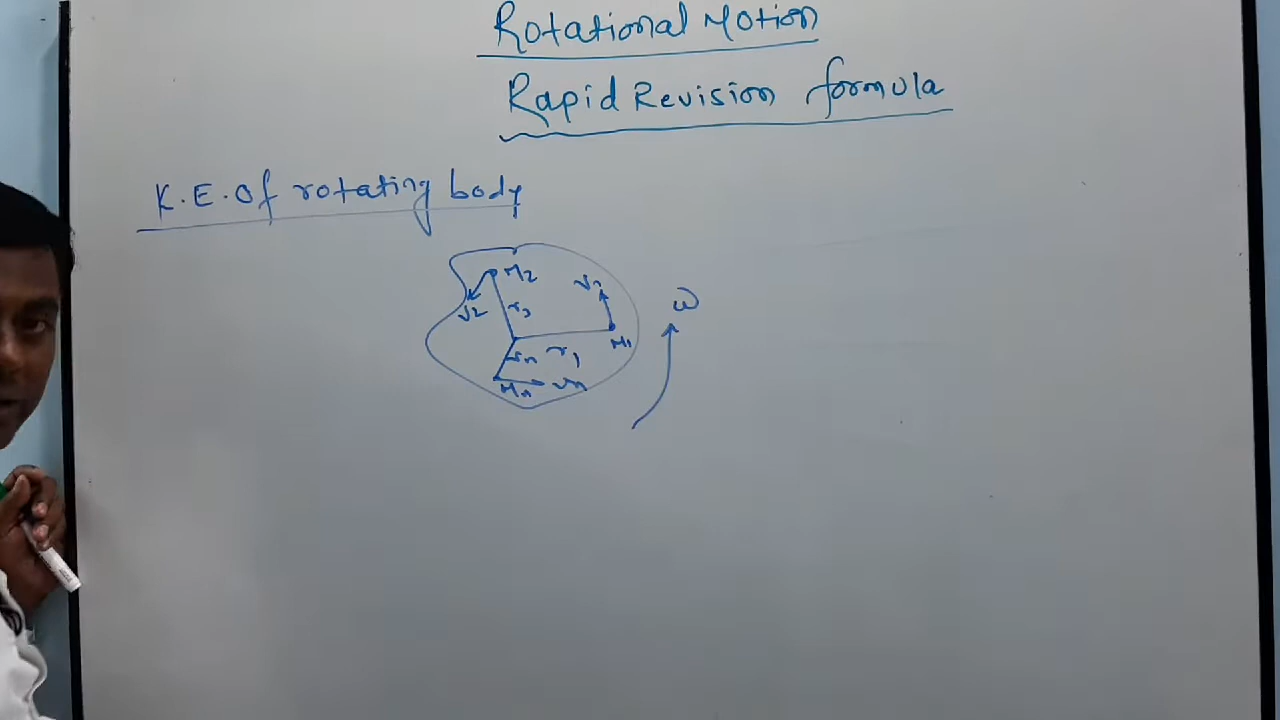 Rotational Motion
Rapid Revision formula
K.E. Of rotating body
M2
V2
r2
V1
M1
r1
rn
Mn
Vn
ω